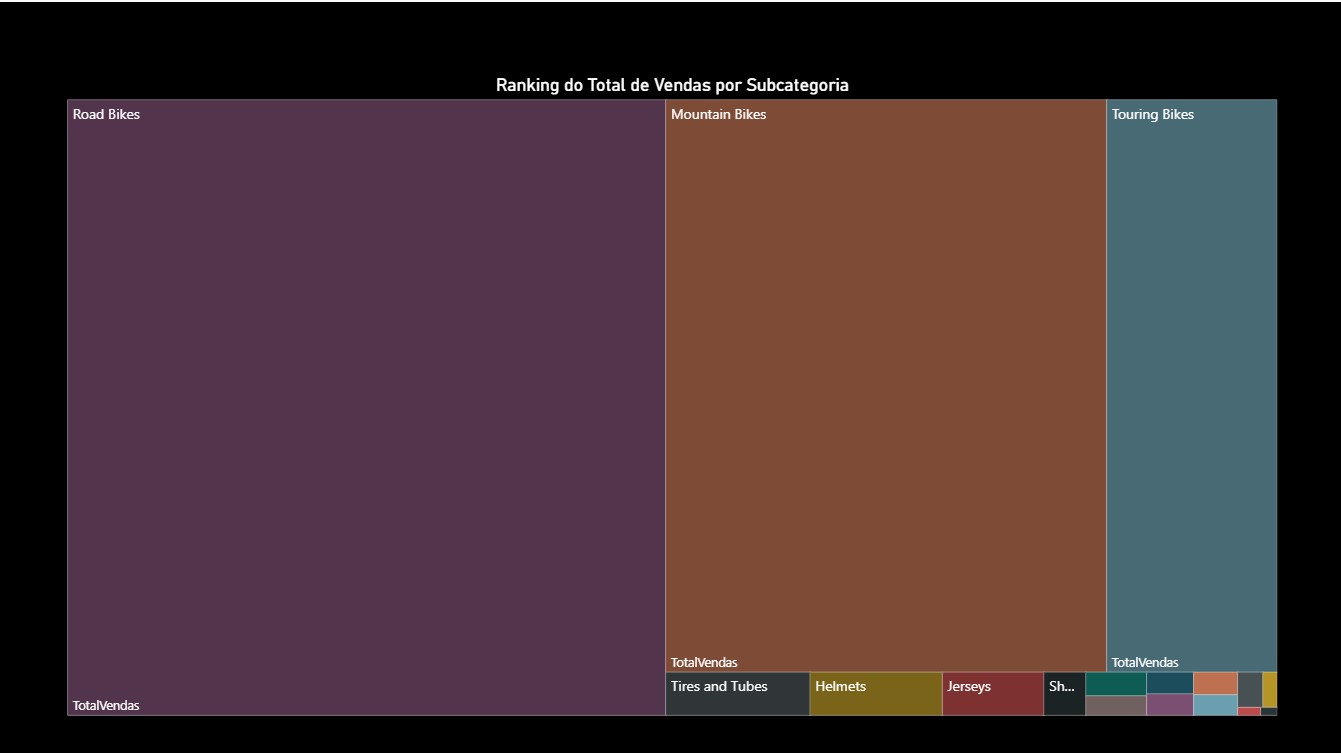 Ranking do Total de Vendas por Subcategoria
Road Bikes
TotalVendas
Mountain Bikes
TotalVendas
Touring Bikes
TotalVendas
Tires and Tubes
Helmets
Jerseys
Sh...